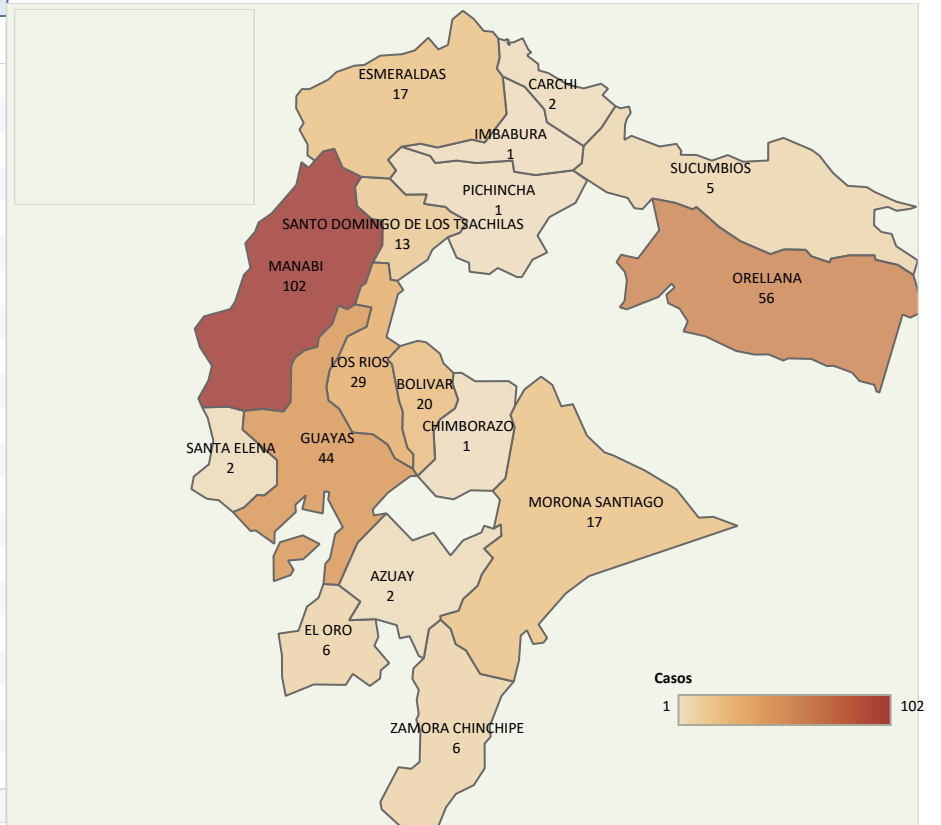 ESMERALDAS
17
CARCHI
2
IMBABURA
1
SUCUMBIOS
5
PICHINCHA
1
SANTO DOMINGO DE LOS TSACHILAS
13
MANABI
102
ORELLANA
56
LOS RIOS
29
BOLIVAR
20
CHIMBORAZO
1
SANTA ELENA
2
GUAYAS
44
MORONA SANTIAGO
17
AZUAY
2
EL ORO
6
ZAMORA CHINCHIPE
6
Casos
1 102